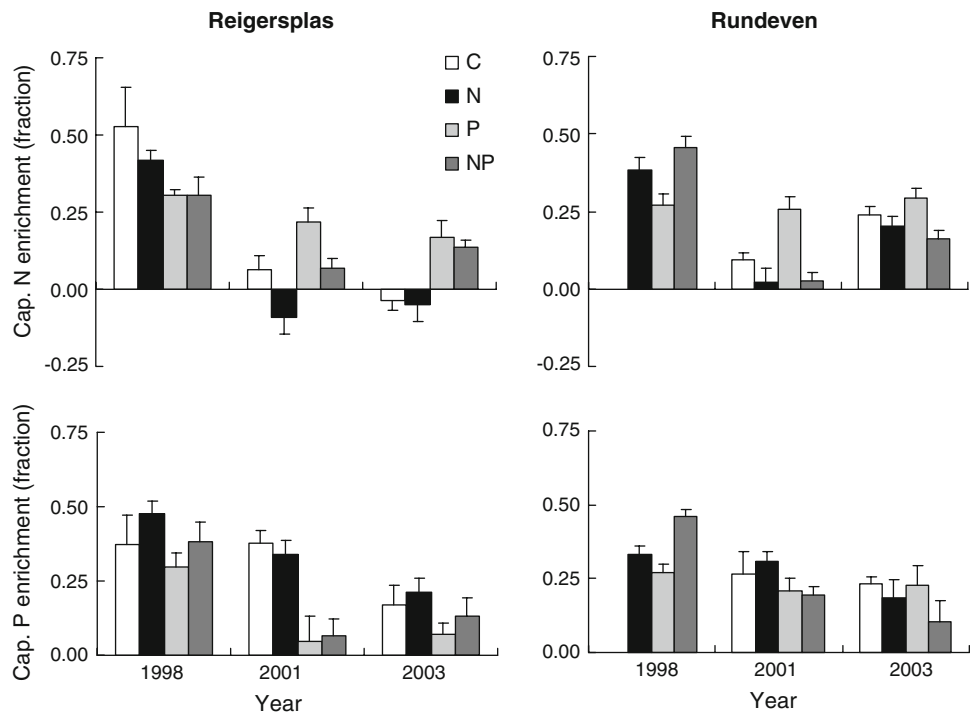 Reigersplas
Rundeven
Cap. N enrichment (fraction)
0.75
0.50
0.25
0.00
-0.25
C
N
P
NP
0.75
0.50
0.25
0.00
-0.25
Cap. P enrichment (fraction)
0.75
0.50
0.25
0.00
1998
2001
2003
Year
0.75
0.50
0.25
0.00
1998
2001
2003
Year